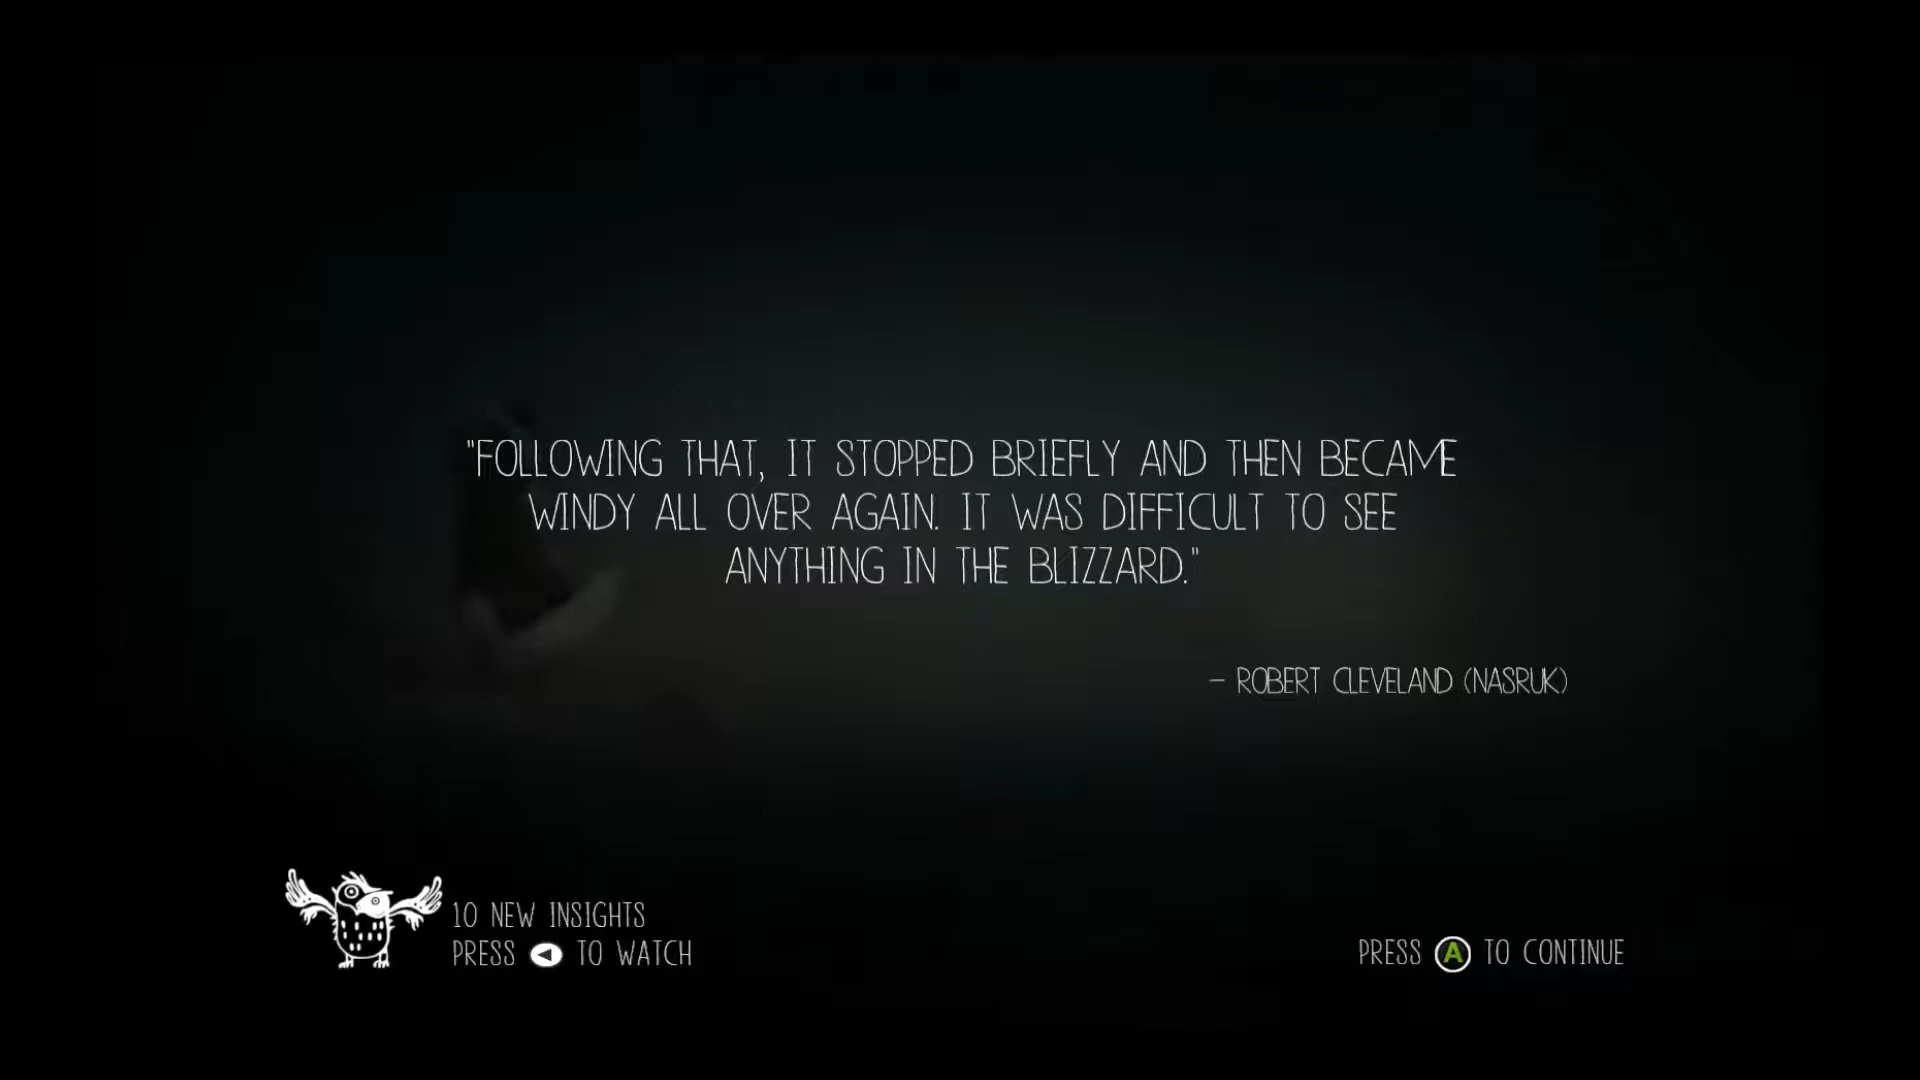 "FOLLOWING THAT, IT STOPPED BRIEFLY AND THEN BECAME
WINDY ALL OVER AGAIN. IT WAS DIFFICULT TO SEE
ANYTHING IN THE BLIZZARD."
– ROBERT CLEVELAND (NASRUK)
10 NEW INSIGHTS
PRESS ◀ TO WATCH
PRESS A TO CONTINUE